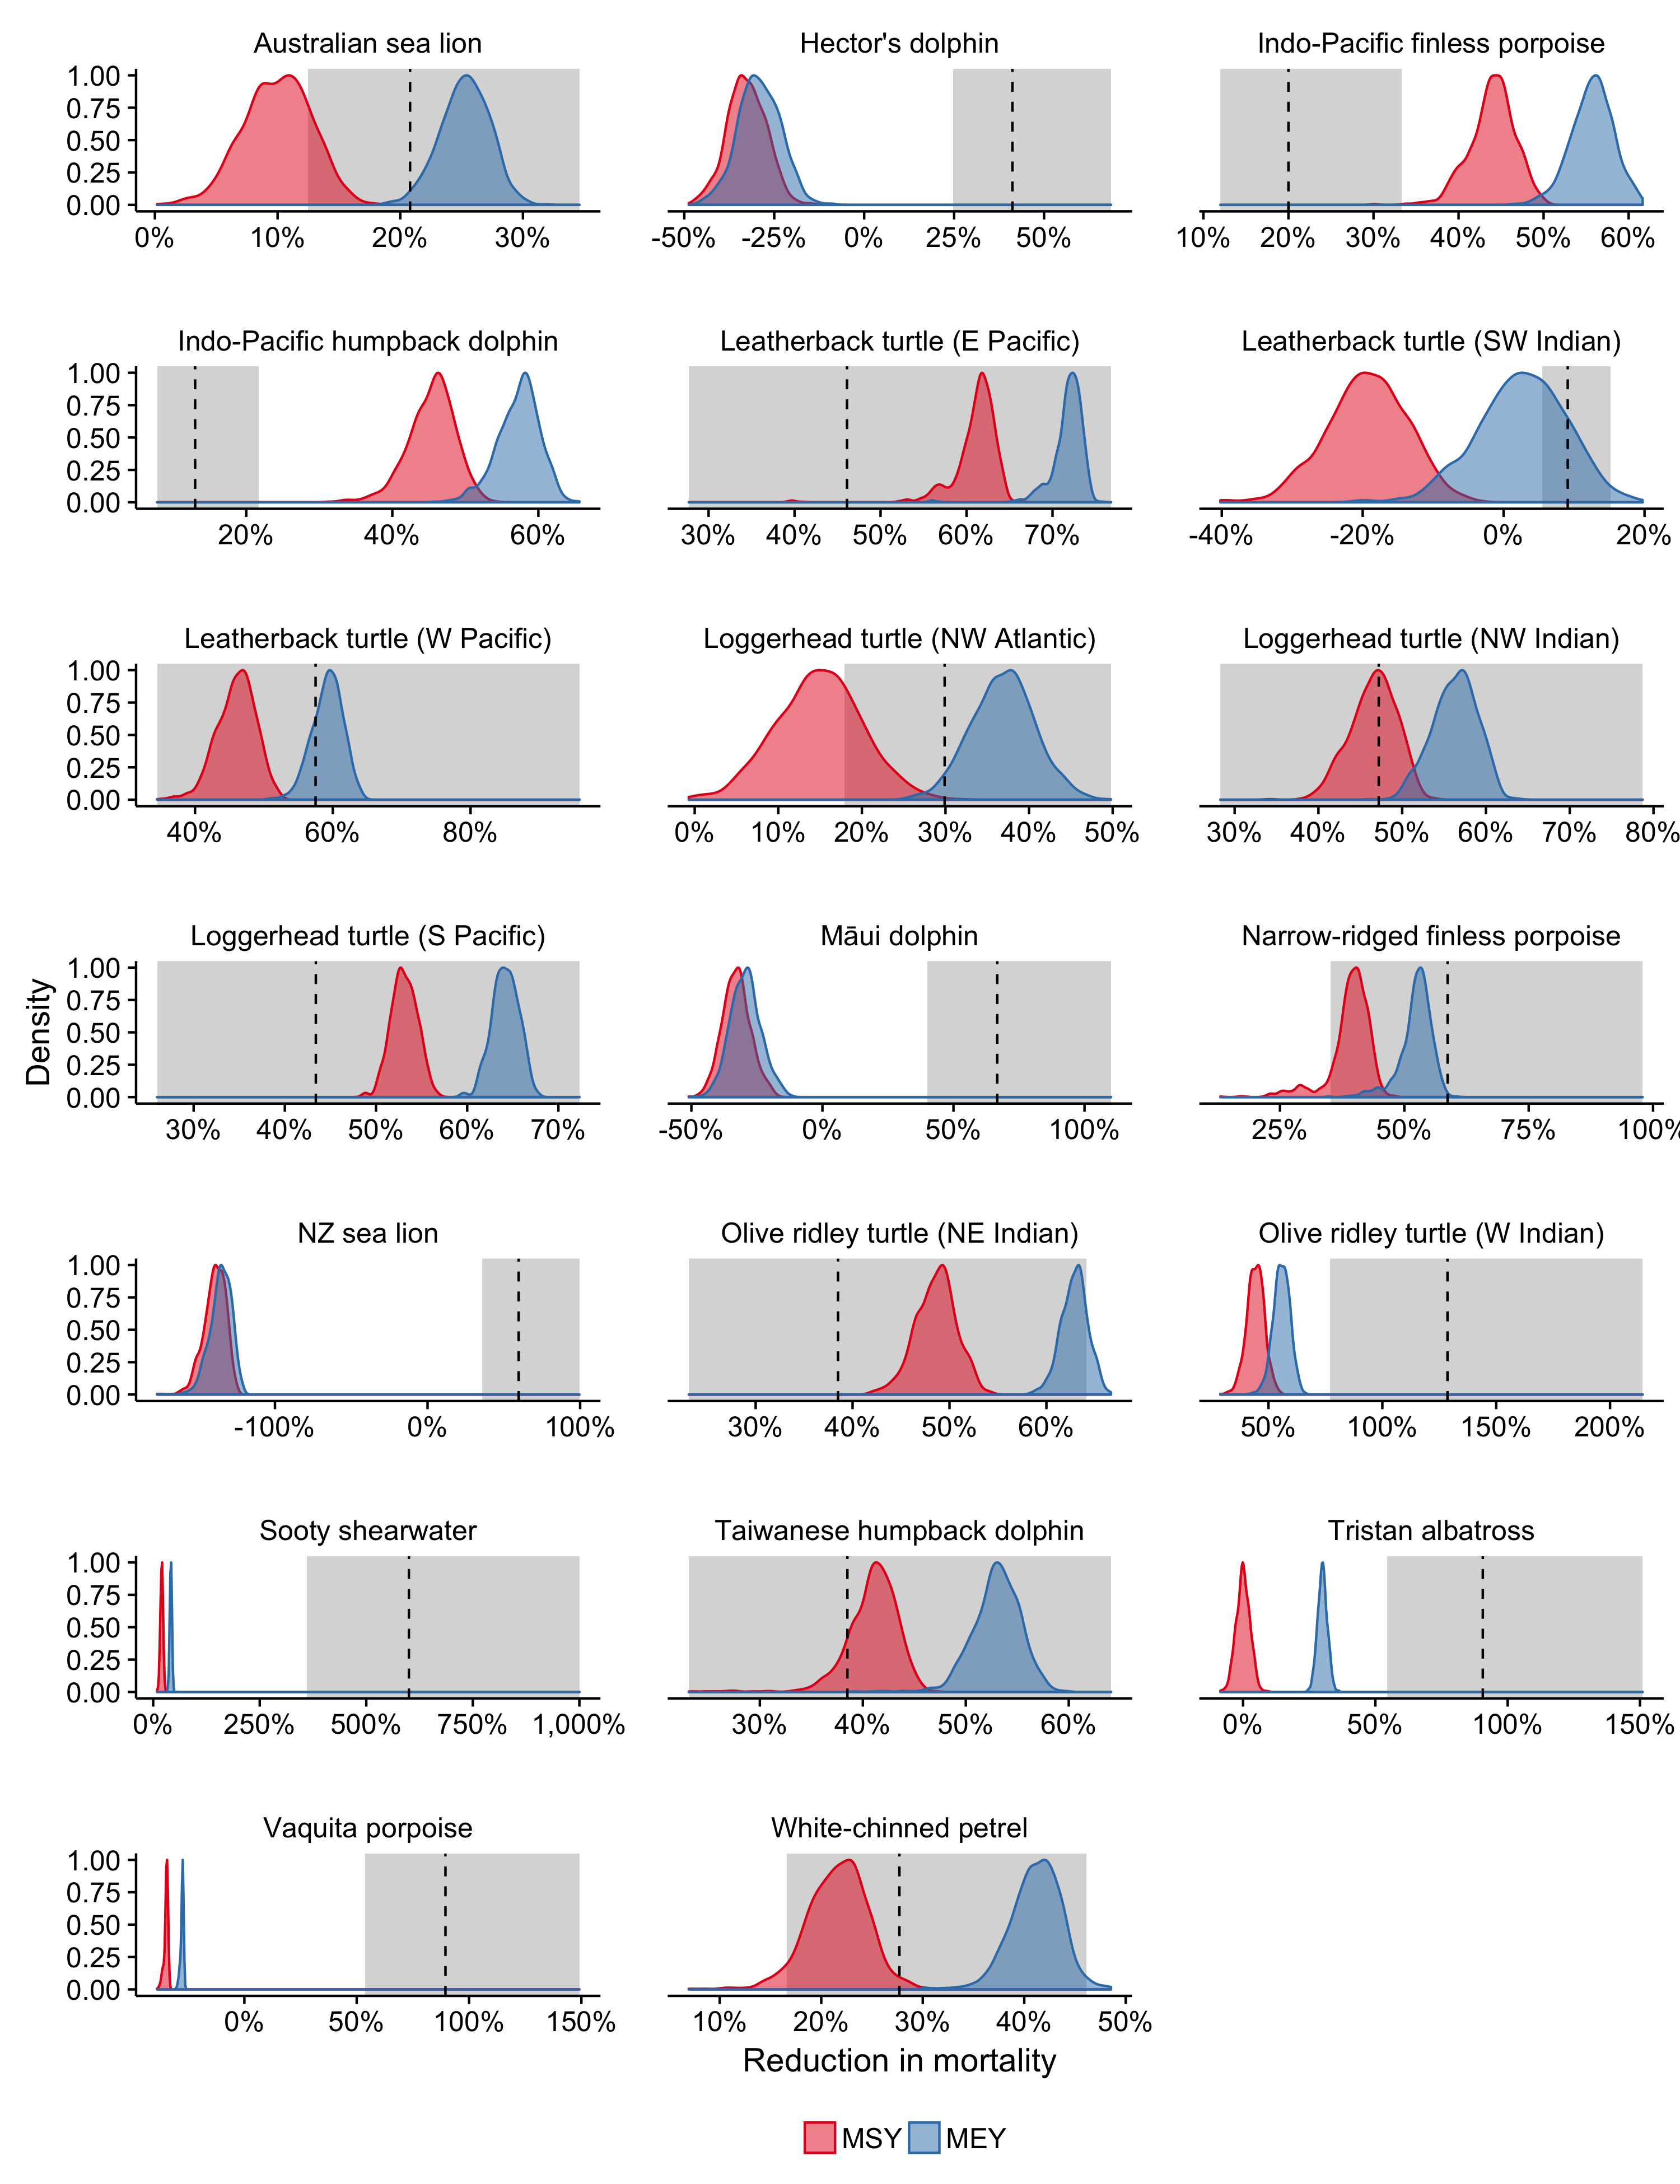 Australian sea lion Hector's dolphin Indo-Pacific finless porpoise
1.00
0.75
0.50
0.25
0.00
0% 10% 20% 30% -50% -25% 0% 25% 50% 10% 20% 30% 40% 50% 60%
Indo-Pacific humpback dolphin Leatherback turtle (E Pacific) Leatherback turtle (SW Indian)
1.00
0.75
0.50
0.25
0.00
20% 40% 60% 30% 40% 50% 60% 70% -40% -20% 0% 20%
Leatherback turtle (W Pacific) Loggerhead turtle (NW Atlantic) Loggerhead turtle (NW Indian)
1.00
0.75
0.50
0.25
0.00
40% 60% 80% 0% 10% 20% 30% 40% 50% 30% 40% 50% 60% 70% 80%
Loggerhead turtle (S Pacific) Māui dolphin Narrow-ridged finless porpoise
1.00
0.75
0.50
0.25
0.00
Density
30% 40% 50% 60% 70% -50% 0% 50% 100% 25% 50% 75% 100%
NZ sea lion Olive ridley turtle (NE Indian) Olive ridley turtle (W Indian)
1.00
0.75
0.50
0.25
0.00
-100% 0% 100% 30% 40% 50% 60% 50% 100% 150% 200%
Sooty shearwater Taiwanese humpback dolphin Tristan albatross
1.00
0.75
0.50
0.25
0.00
0% 250% 500% 750% 1,000% 30% 40% 50% 60% 0% 50% 100% 150%
Vaquita porpoise White-chinned petrel
1.00
0.75
0.50
0.25
0.00
0% 50% 100% 150% 10% 20% 30% 40% 50%
Reduction in mortality
MSY MEY